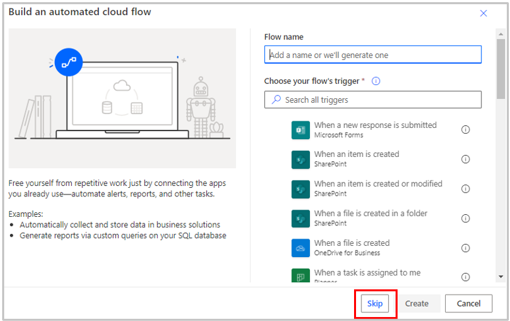 Build an automated cloud flow
Flow name
Add a name or we'll generate one
Choose your flow's trigger *
Search all triggers
When a new response is submitted
Microsoft Forms
When an item is created
SharePoint
When an item is created or modified
SharePoint
When a file is created in a folder
SharePoint
When a file is created
OneDrive for Business
When a task is assigned to me
Planner
Free yourself from repetitive work just by connecting the apps
you already use—automate alerts, reports, and other tasks.
Examples:
• Automatically collect and store data in business solutions
• Generate reports via custom queries on your SQL database
Skip
Create
Cancel